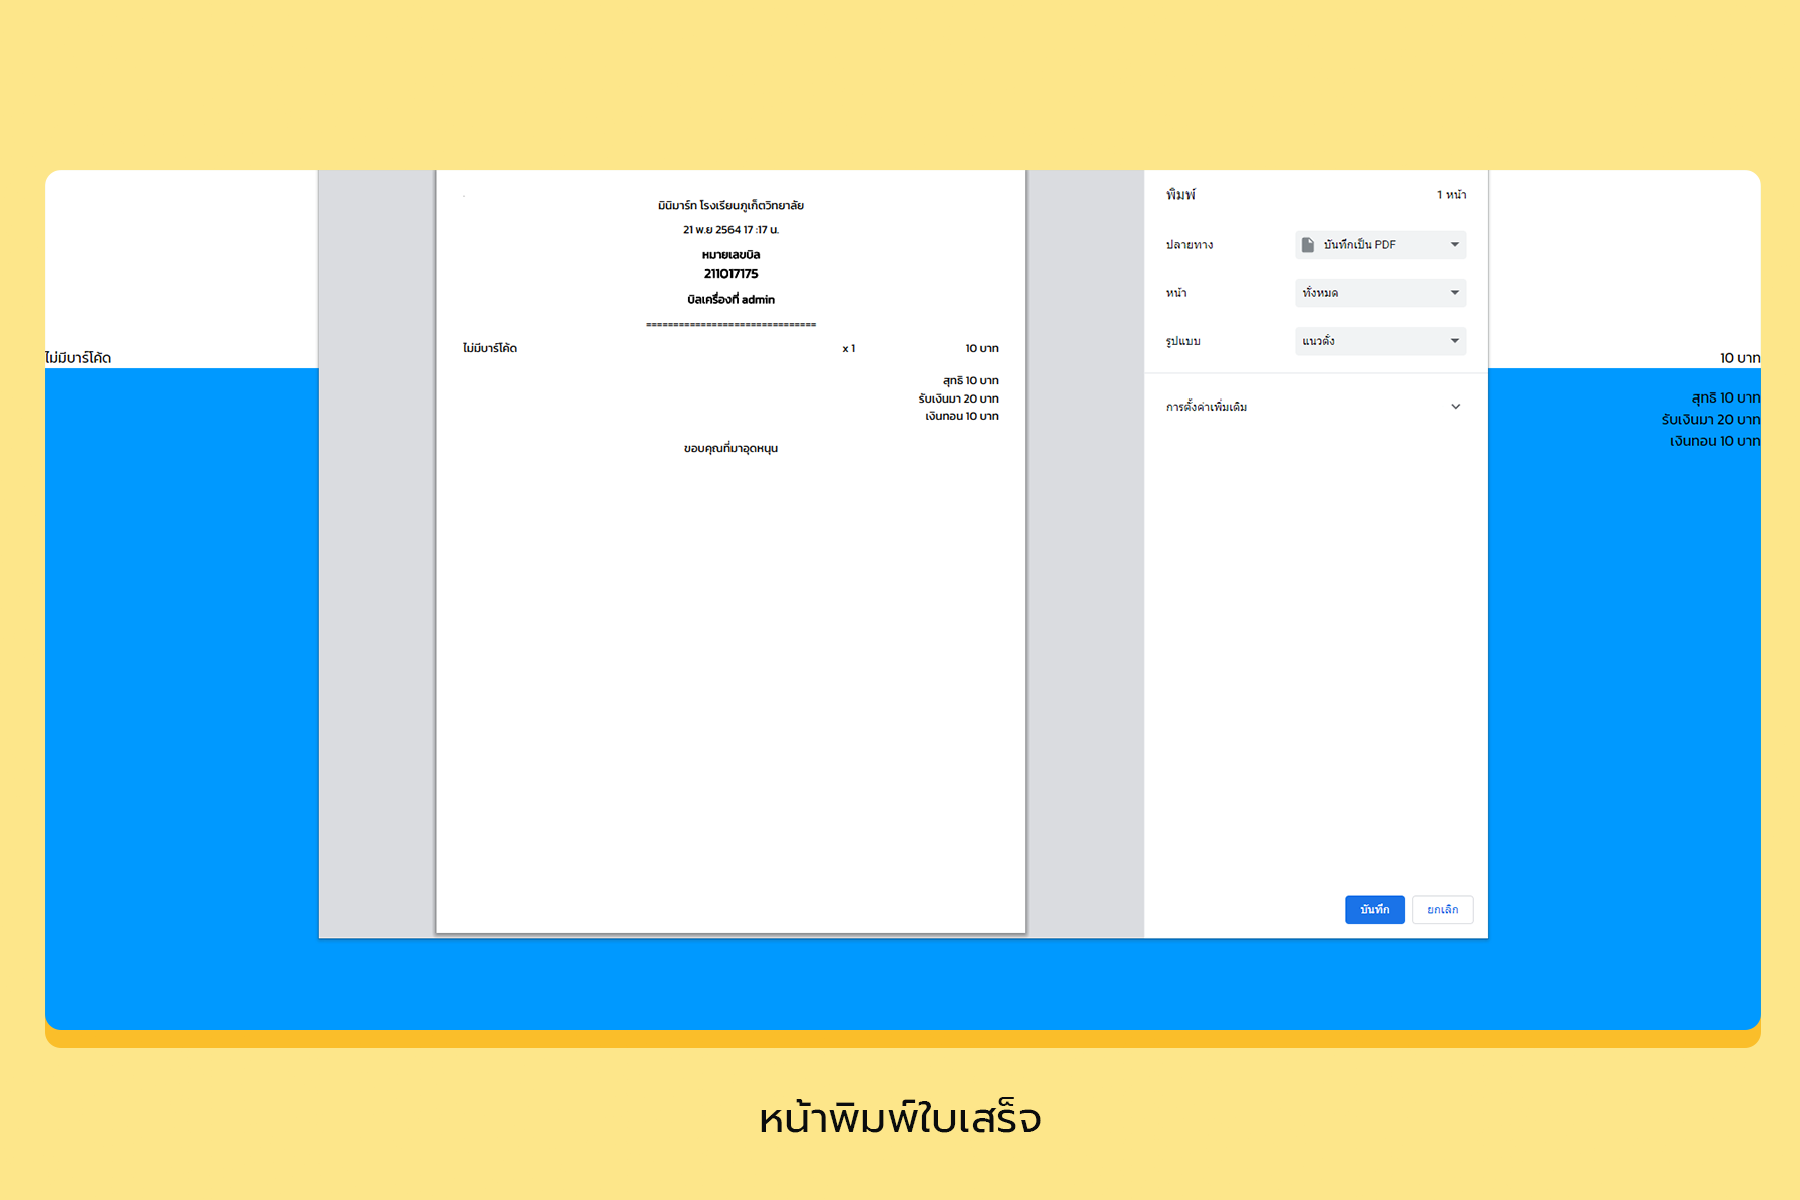 มินิมาร์ท โรงเรียนภูเก็ตวิทยาลัย
21 พ.ย 2564 17 :17 น.
หมายเลขบิล
211017175
บิลเครื่องที่ admin
===============================
ไม่มีบาร์โค้ด x 1 10 บาท
สุทธิ 10 บาท
รับเงินมา 20 บาท
เงินทอน 10 บาท
ขอบคุณที่มาอุดหนุน
พิมพ์ 1 หน้า
ปลายทาง บันทึกเป็น PDF
หน้า ทั้งหมด
รูปแบบ แนวตั้ง
การตั้งค่าเพิ่มเติม
บันทึก ยกเลิก
ไม่มีบาร์โค้ด 10 บาท
สุทธิ 10 บาท
รับเงินมา 20 บาท
เงินทอน 10 บาท
หน้าพิมพ์ใบเสร็จ